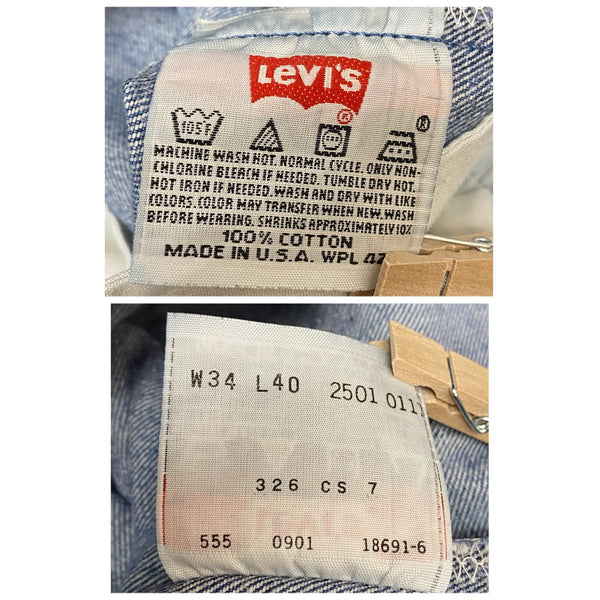 LEVI'S
®
105F
®
MACHINE WASH HOT. NORMAL CYCLE. ONLY NON-
CHLORINE BLEACH IF NEEDED. TUMBLE DRY HOT.
HOT IRON IF NEEDED. WASH AND DRY WITH LIKE
COLORS. COLOR MAY TRANSFER WHEN NEW. WASH
BEFORE WEARING. SHRINKS APPROXIMATELY 10%
100% COTTON
MADE IN U.S.A. WPL
W34 L40 2501
326 CS 7
555 0901 18691-6